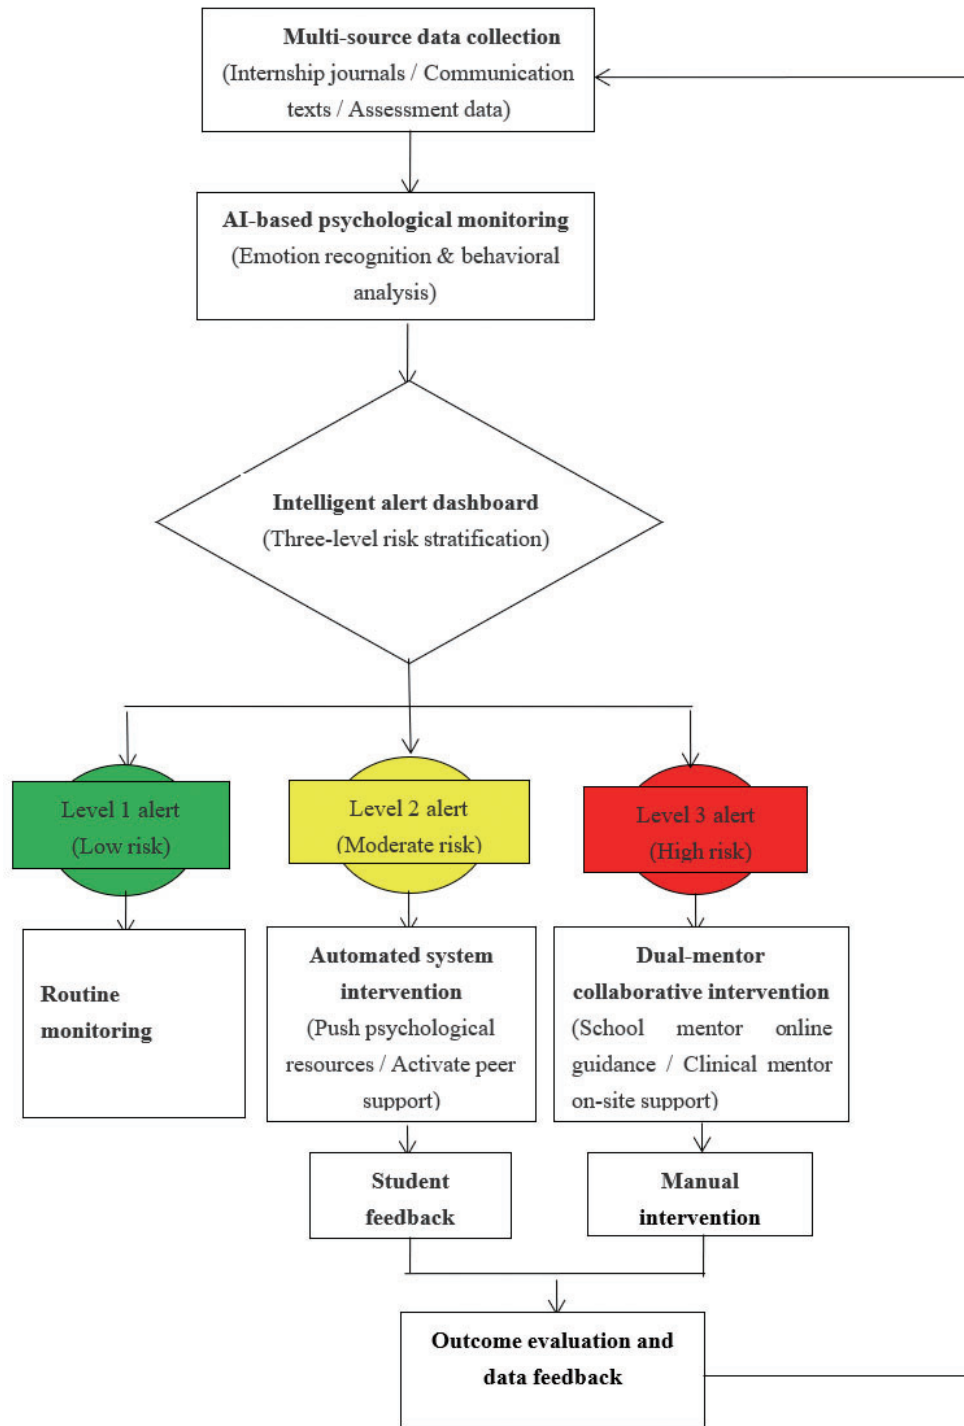 Multi-source data collection
(Internship journals / Communication
texts / Assessment data)
AI-based psychological monitoring
(Emotion recognition & behavioral
analysis)
Intelligent alert dashboard
(Three-level risk stratification)
Level 1 alert
(Low risk)
Level 2 alert
(Moderate risk)
Level 3 alert
(High risk)
Routine
monitoring
Automated system
intervention
(Push psychological
resources / Activate peer
support)
Dual-mentor
collaborative intervention
(School mentor online
guidance / Clinical mentor
on-site support)
Student
feedback
Manual
intervention
Outcome evaluation and
data feedback